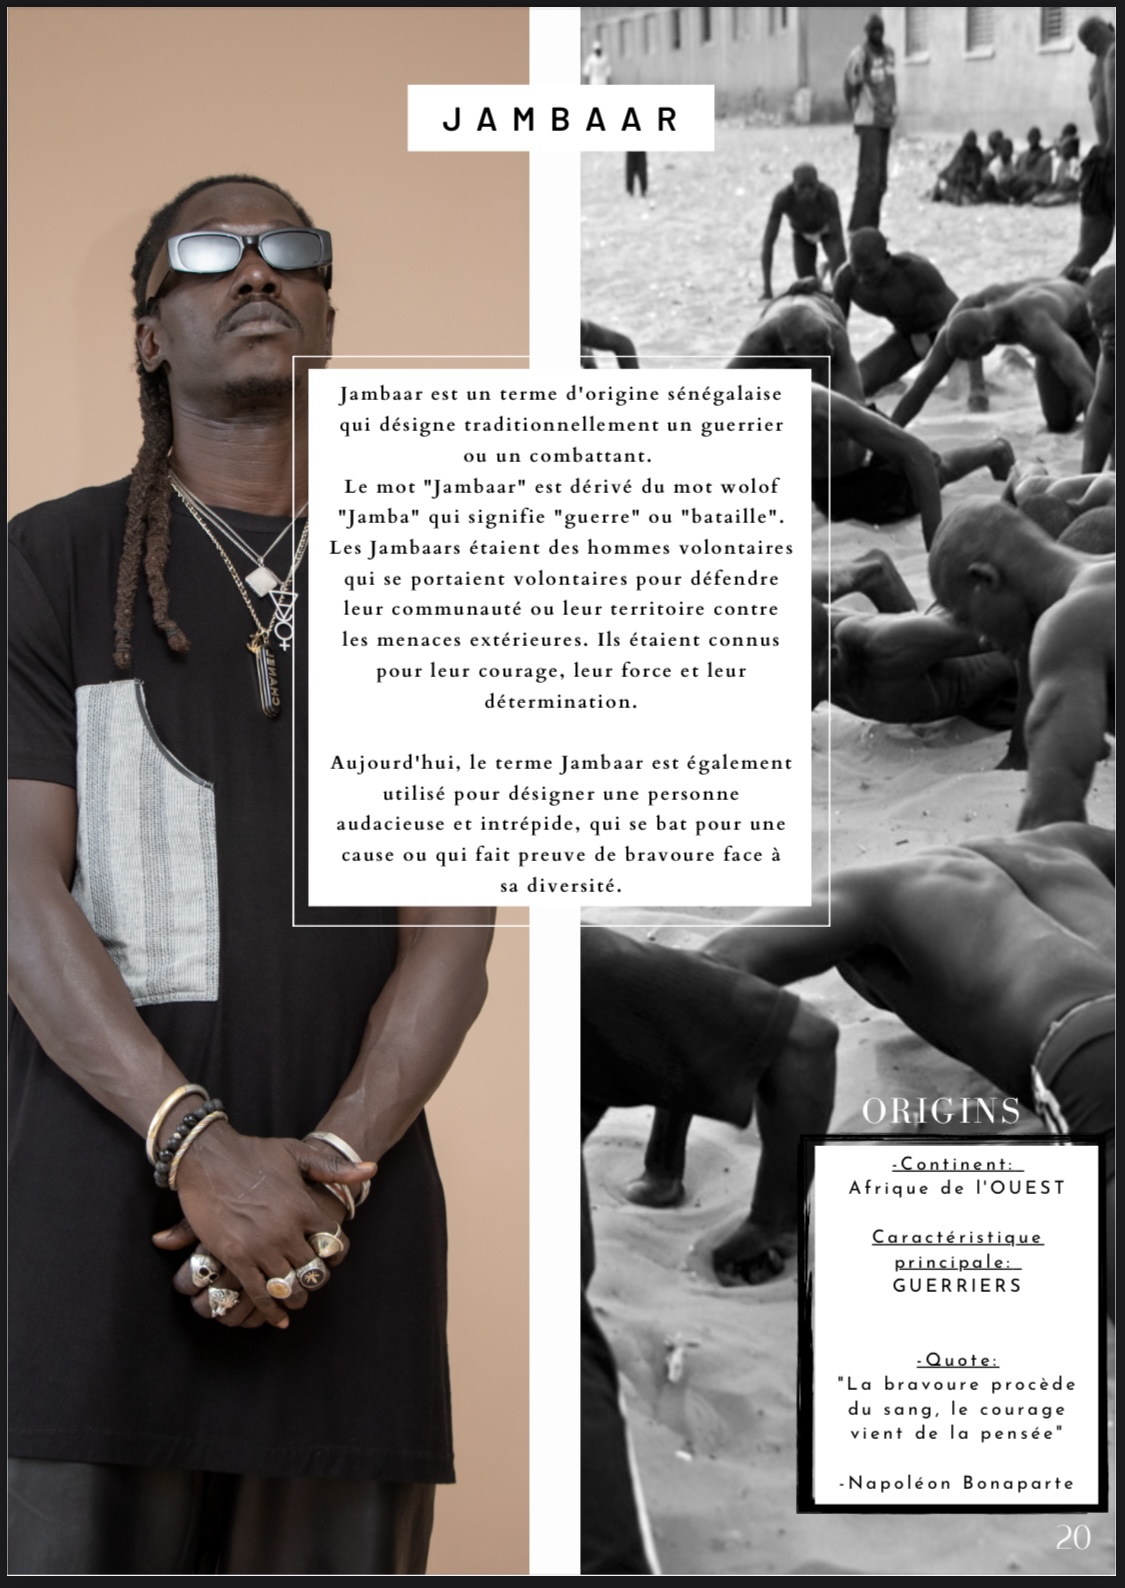 JAMBAAR
Jambaar est un terme d'origine sénégalaise
qui désigne traditionnellement un guerrier
ou un combattant.
Le mot "Jambaar" est dérivé du mot wolof
"Jamba" qui signifie "guerre" ou "bataille".
Les Jambaars étaient des hommes volontaires
qui se portaient volontaires pour défendre
leur communauté ou leur territoire contre
les menaces extérieures. Ils étaient connus
pour leur courage, leur force et leur
détermination.
Aujourd'hui, le terme Jambaar est également
utilisé pour désigner une personne
audacieuse et intrépide, qui se bat pour une
cause ou qui fait preuve de bravoure face à
sa diversité.
CHANEL
ORIGINS
-Continent:
Afrique de l'OUEST
Caractéristique
principale:
GUERRIERS
-Quote:
"La bravoure procède
du sang, le courage
vient de la pensée"
-Napoléon Bonaparte
20